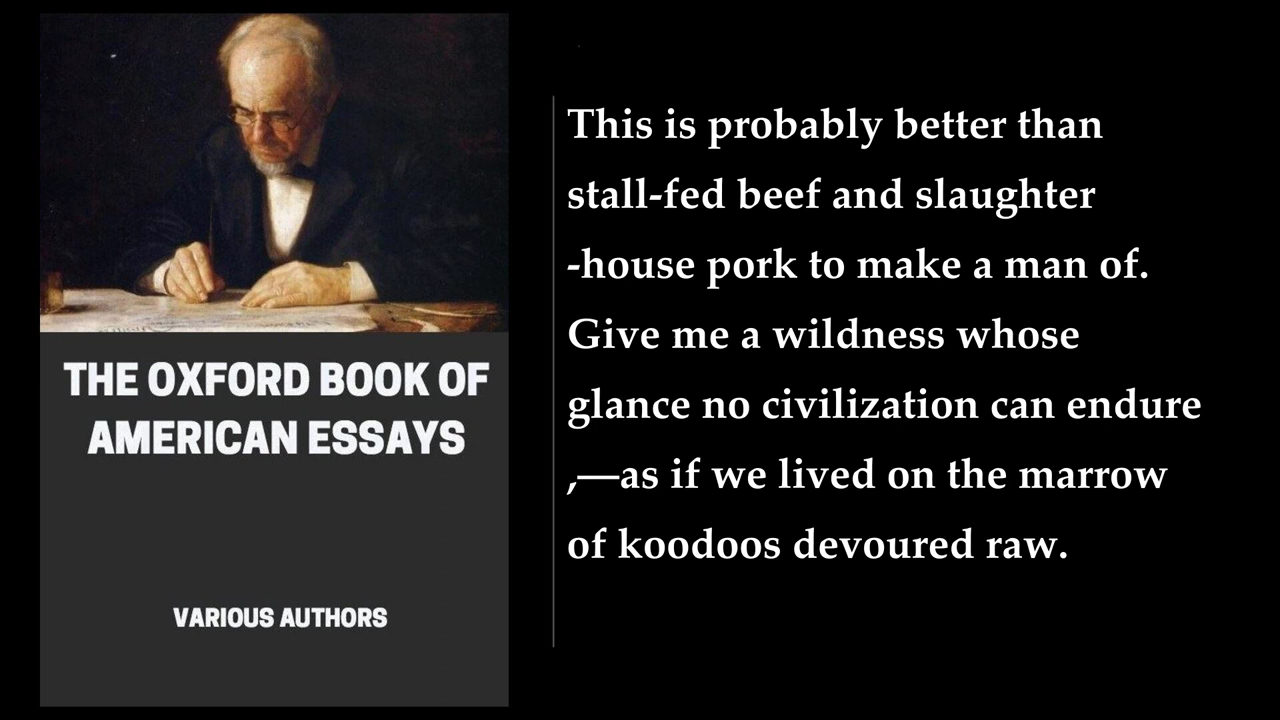 THE OXFORD BOOK OF
AMERICAN ESSAYS
VARIOUS AUTHORS
This is probably better than
stall-fed beef and slaughter
-house pork to make a man of.
Give me a wildness whose
glance no civilization can endure
,—as if we lived on the marrow
of koodoos devoured raw.